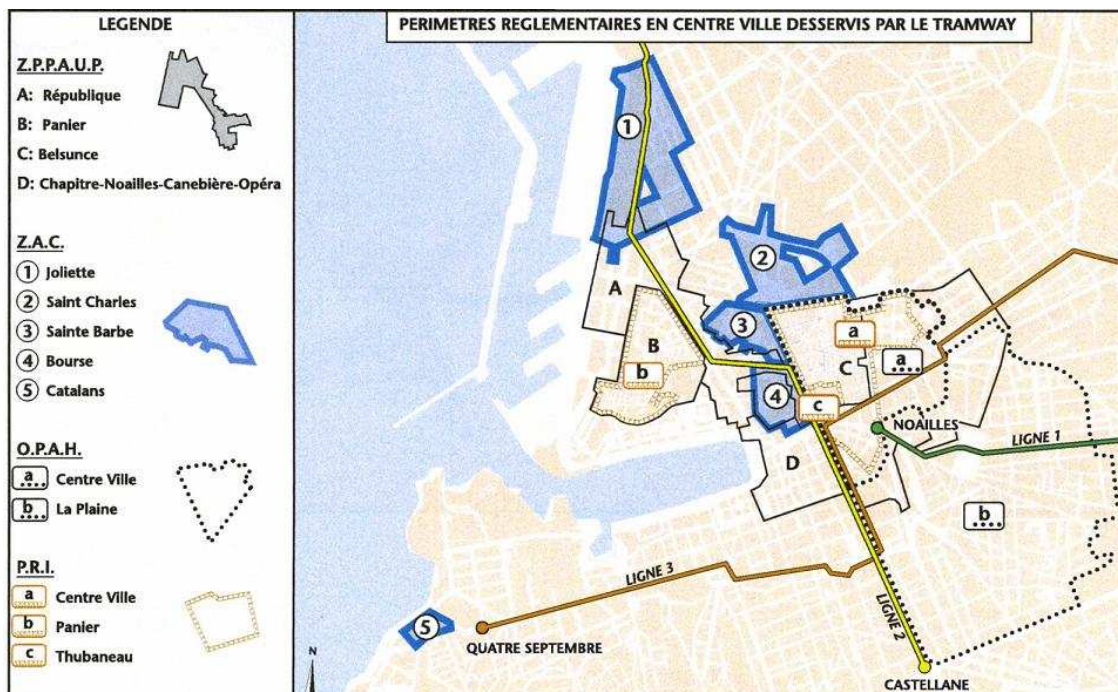 LEGENDE
Z.P.P.A.U.P.
A: République
B: Panier
C: Belsunce
D: Chapitre-Noailles-Canebière-Opéra
Z.A.C.
1 Joliette
2 Saint Charles
3 Sainte Barbe
4 Bourse
5 Catalans
O.P.A.H.
a Centre Ville
b La Plaine
P.R.I.
a Centre Ville
b Panier
c Thubaneau
PERIMETRES REGLEMENTAIRES EN CENTRE VILLE DESSERVIS PAR LE TRAMWAY
1
2
A
3
a
B
C
a
b
4
c
NOAILLES
LIGNE 1
D
b
LIGNE 3
5
QUATRE SEPTEMBRE
LIGNE 2
N
CASTELLANE